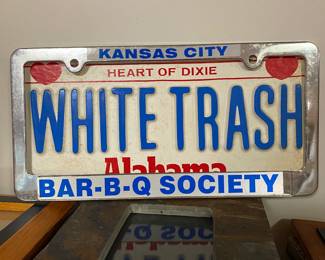 KANSAS CITY
HEART OF DIXIE
WHITE TRASH
Alabama
BAR-B-Q SOCIETY